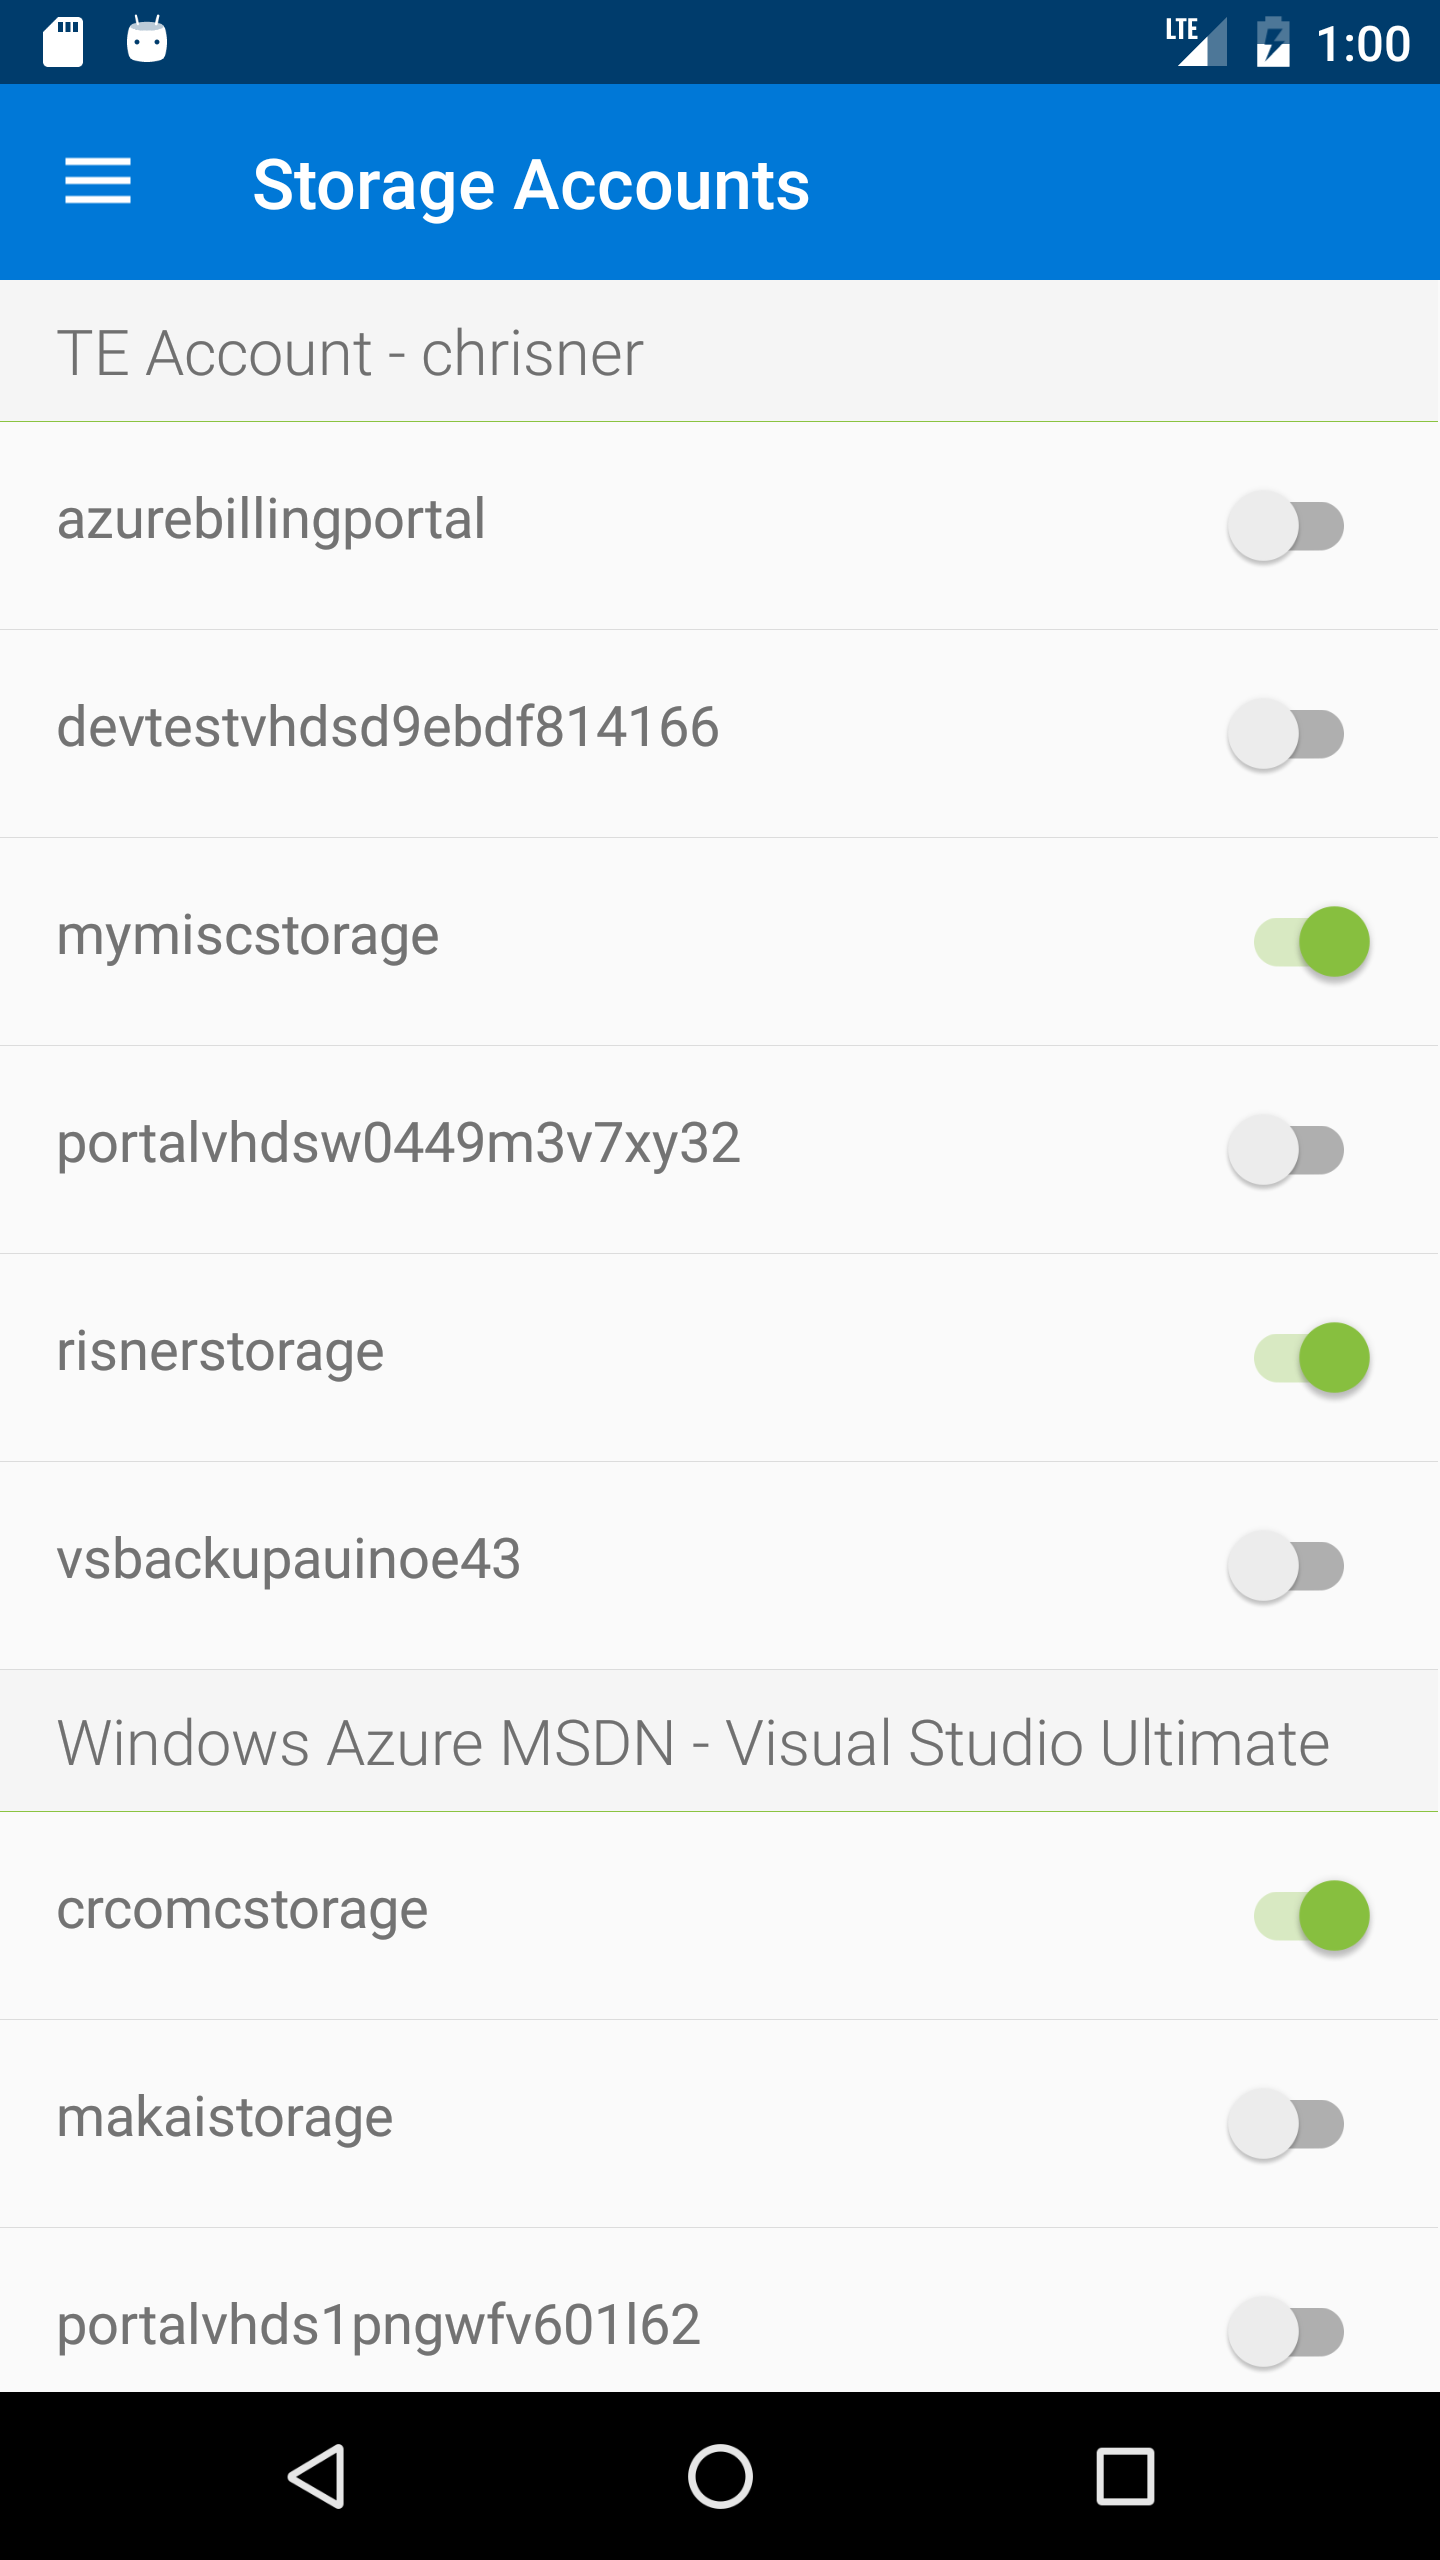 LTE 1:00
Storage Accounts
TE Account - chrisner
azurebillingportal
devtestvhdsd9ebdf814166
mymiscstorage
portalvhdsw0449m3v7xy32
risnerstorage
vsbackupauinoe43
Windows Azure MSDN - Visual Studio Ultimate
crcomcstorage
makaistorage
portalvhds1pngwfv601l62